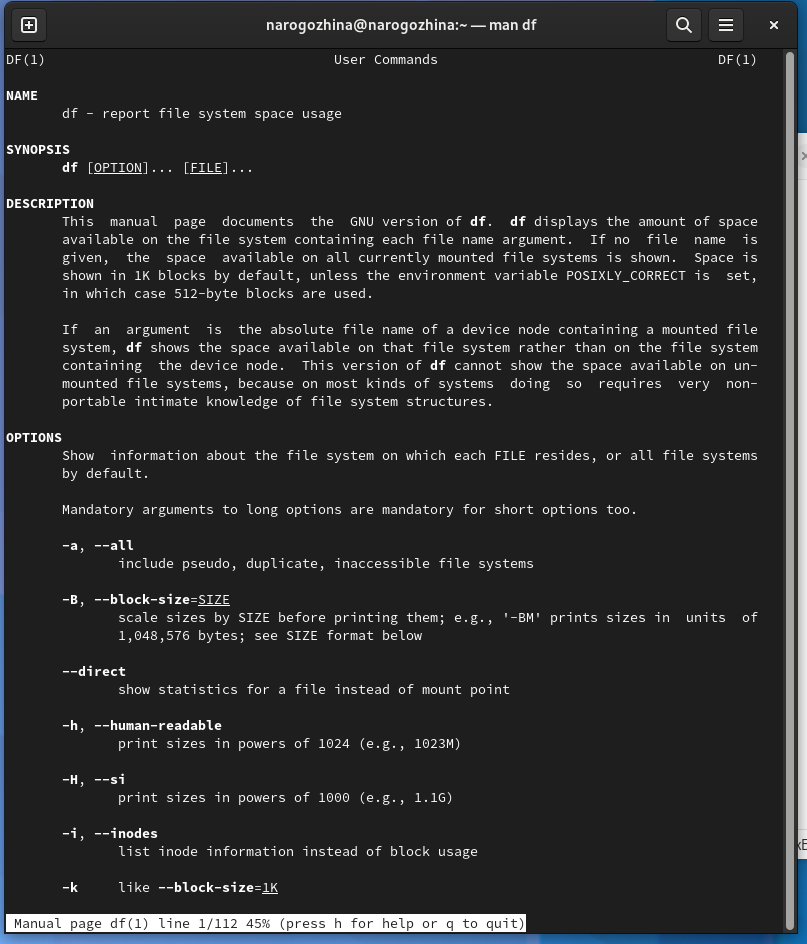 narogozhina@narogozhina:~ — man df
DF(1) User Commands DF(1)
NAME
df - report file system space usage
SYNOPSIS
df [OPTION]... [FILE]...
DESCRIPTION
This manual page documents the GNU version of df. df displays the amount of space
available on the file system containing each file name argument. If no file name is
given, the space available on all currently mounted file systems is shown. Space is
shown in 1K blocks by default, unless the environment variable POSIXLY_CORRECT is set,
in which case 512-byte blocks are used.
If an argument is the absolute file name of a device node containing a mounted file
system, df shows the space available on that file system rather than on the file system
containing the device node. This version of df cannot show the space available on un-
mounted file systems, because on most kinds of systems doing so requires very non-
portable intimate knowledge of file system structures.
OPTIONS
Show information about the file system on which each FILE resides, or all file systems
by default.
Mandatory arguments to long options are mandatory for short options too.
-a, --all
include pseudo, duplicate, inaccessible file systems
-B, --block-size=SIZE
scale sizes by SIZE before printing them; e.g., '-BM' prints sizes in units of
1,048,576 bytes; see SIZE format below
--direct
show statistics for a file instead of mount point
-h, --human-readable
print sizes in powers of 1024 (e.g., 1023M)
-H, --si
print sizes in powers of 1000 (e.g., 1.1G)
-i, --inodes
list inode information instead of block usage
-k like --block-size=1K
Manual page df(1) line 1/112 45% (press h for help or q to quit)